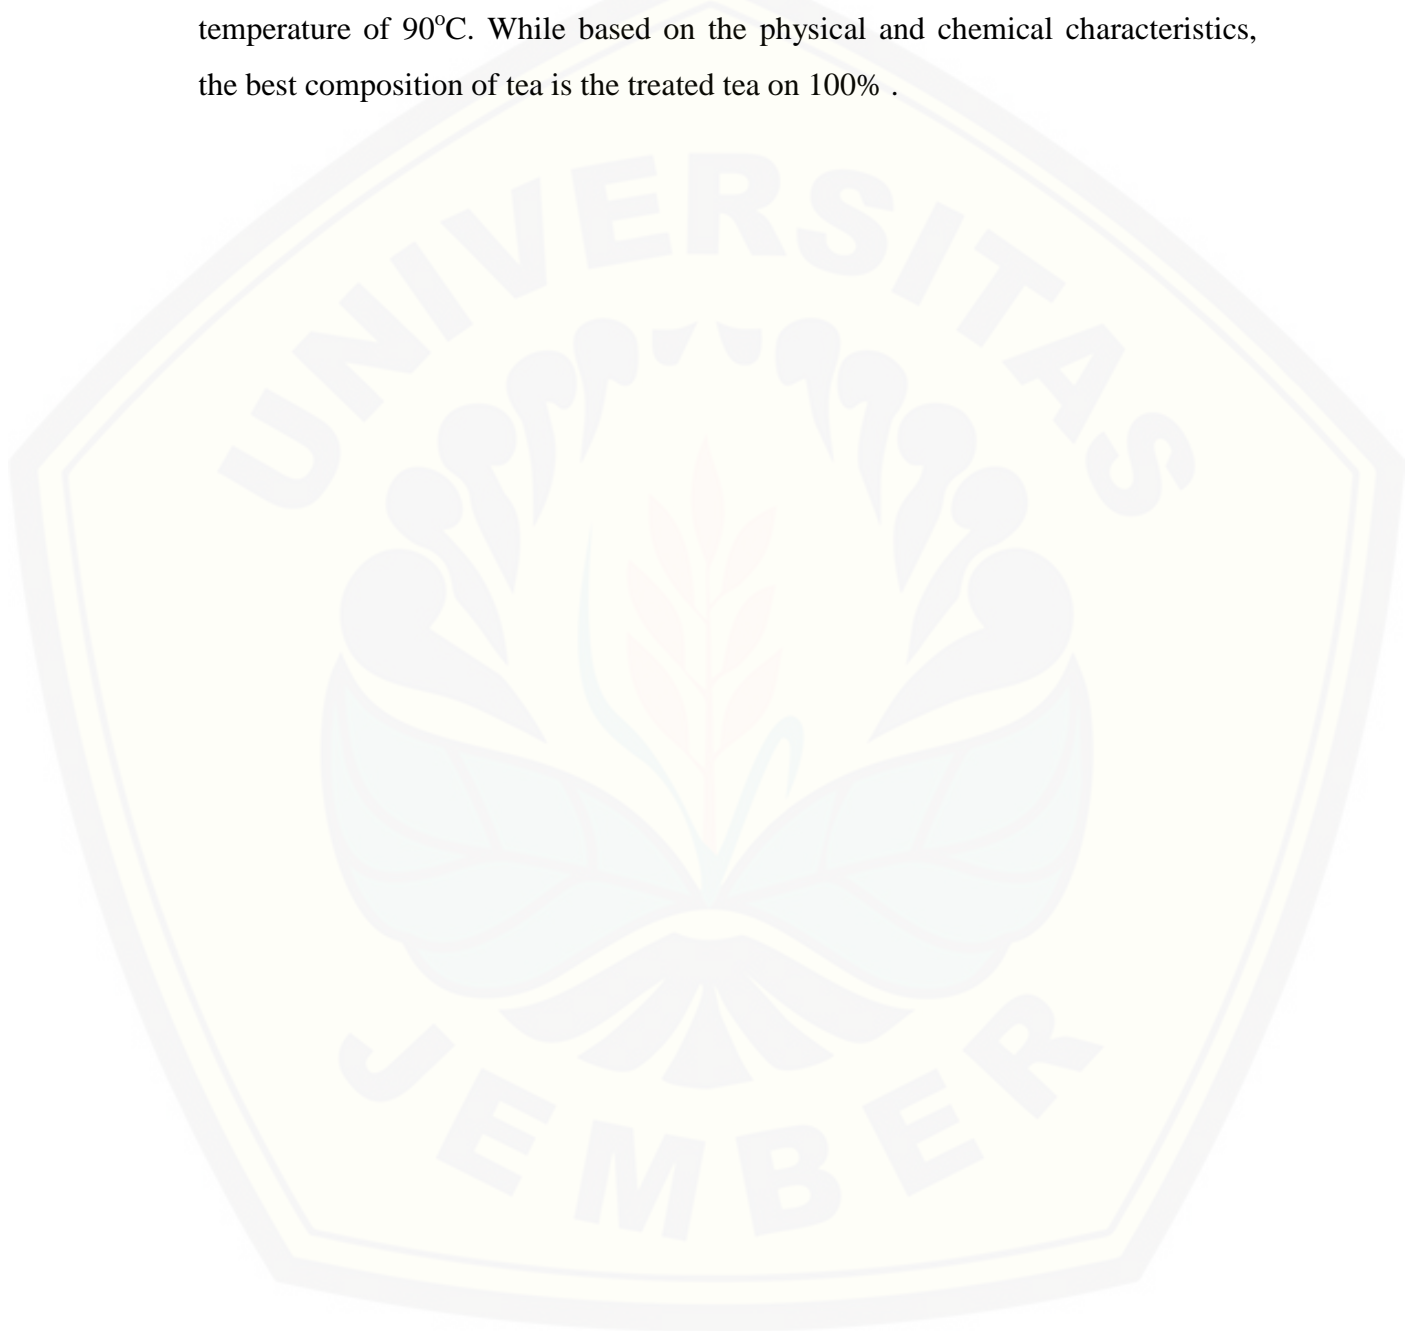 temperature of 90°C. While based on the physical and chemical characteristics,
the best composition of tea is the treated tea on 100% .
UNIVERSITAS
JEMBER